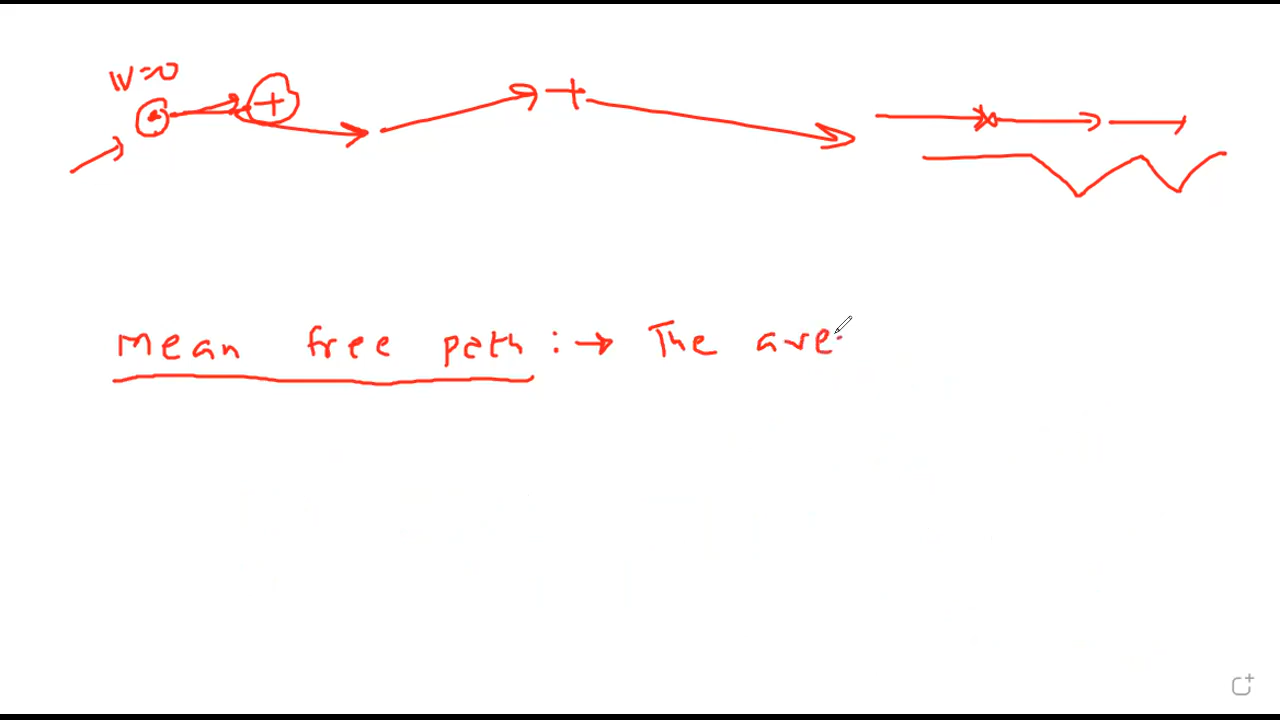 V=0
mean free path :→ The ave